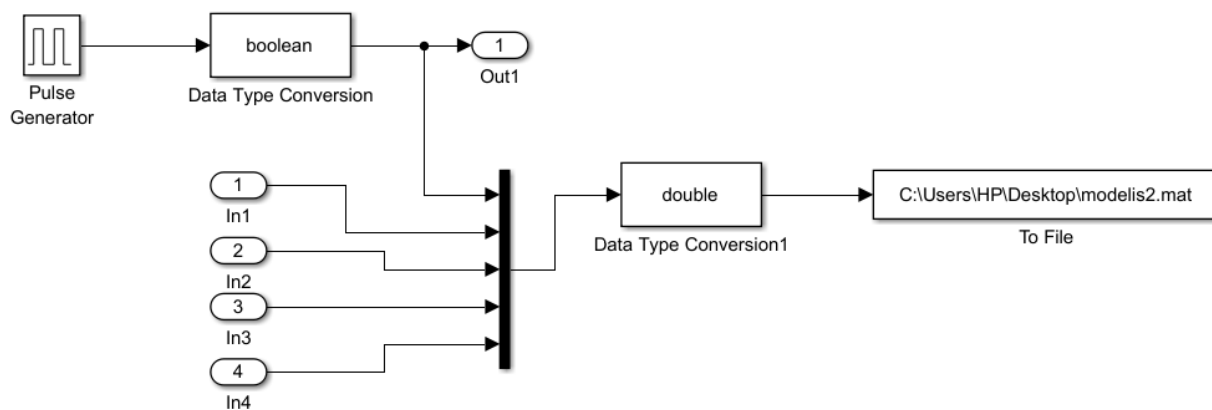 boolean
1
Pulse
Generator
Data Type Conversion
Out1
1
In1
2
In2
3
In3
4
In4
double
Data Type Conversion1
C:\Users\HP\Desktop\modelis2.mat
To File